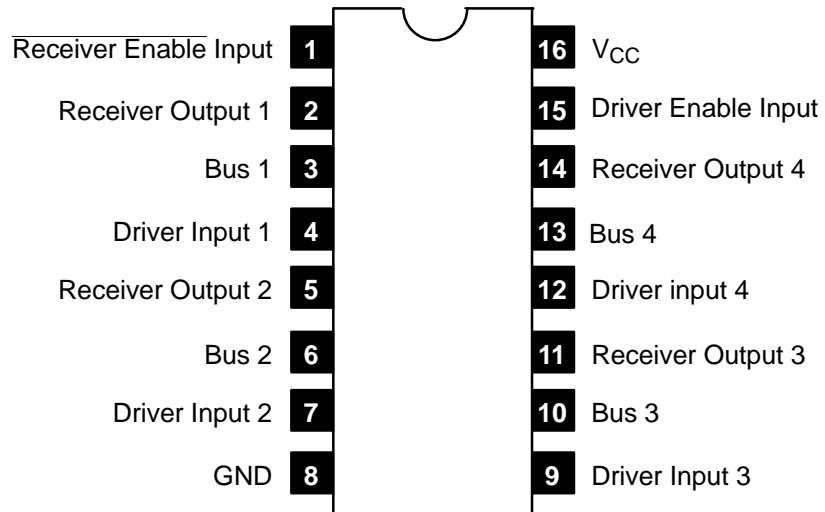 Receiver Enable Input 1
16 VCC
Receiver Output 1 2
15 Driver Enable Input
Bus 1 3
14 Receiver Output 4
Driver Input 1 4
13 Bus 4
Receiver Output 2 5
12 Driver input 4
Bus 2 6
11 Receiver Output 3
Driver Input 2 7
10 Bus 3
GND 8
9 Driver Input 3